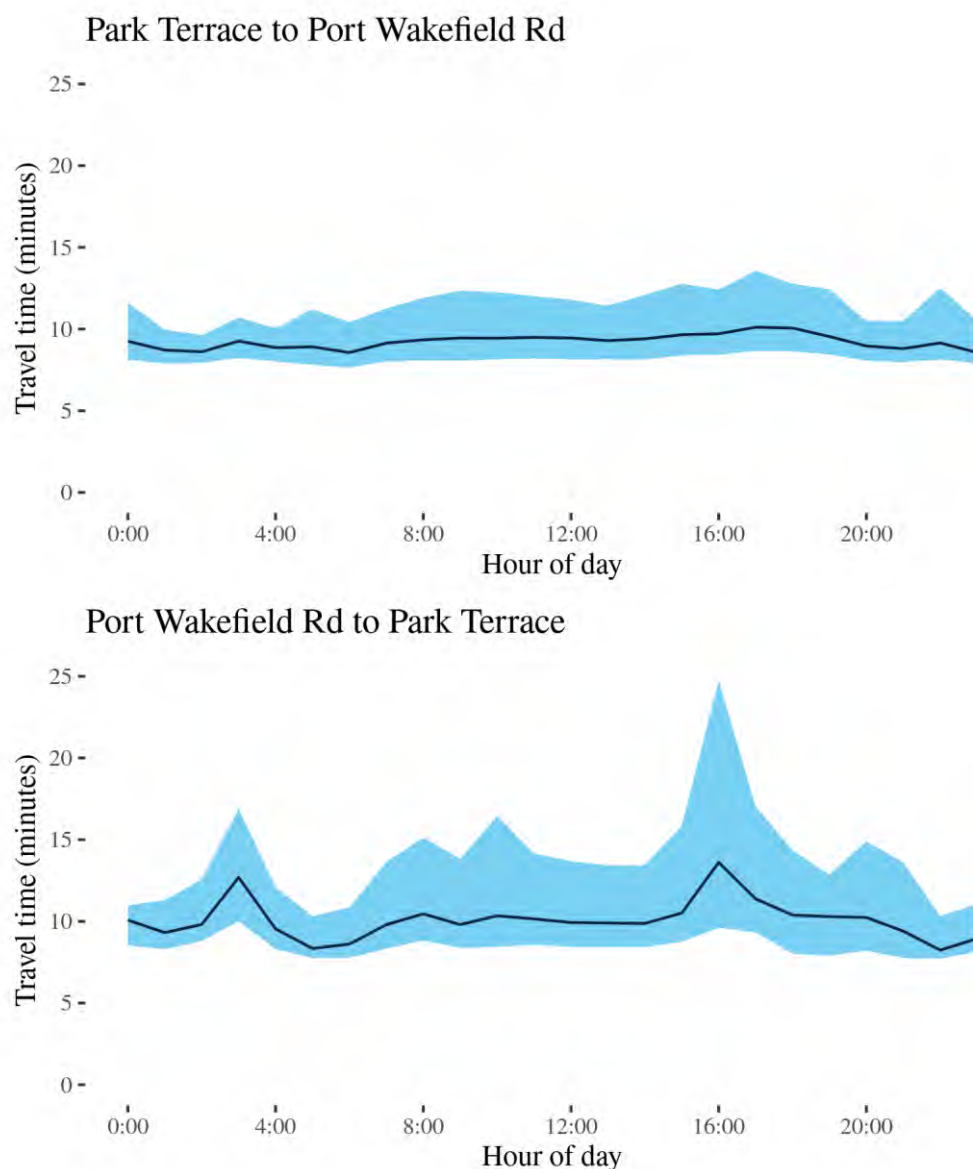 Park Terrace to Port Wakefield Rd
25
20
15
10
5
0
Travel time (minutes)
0:00 4:00 8:00 12:00 16:00 20:00
Hour of day
Port Wakefield Rd to Park Terrace
25
20
15
10
5
0
Travel time (minutes)
0:00 4:00 8:00 12:00 16:00 20:00
Hour of day